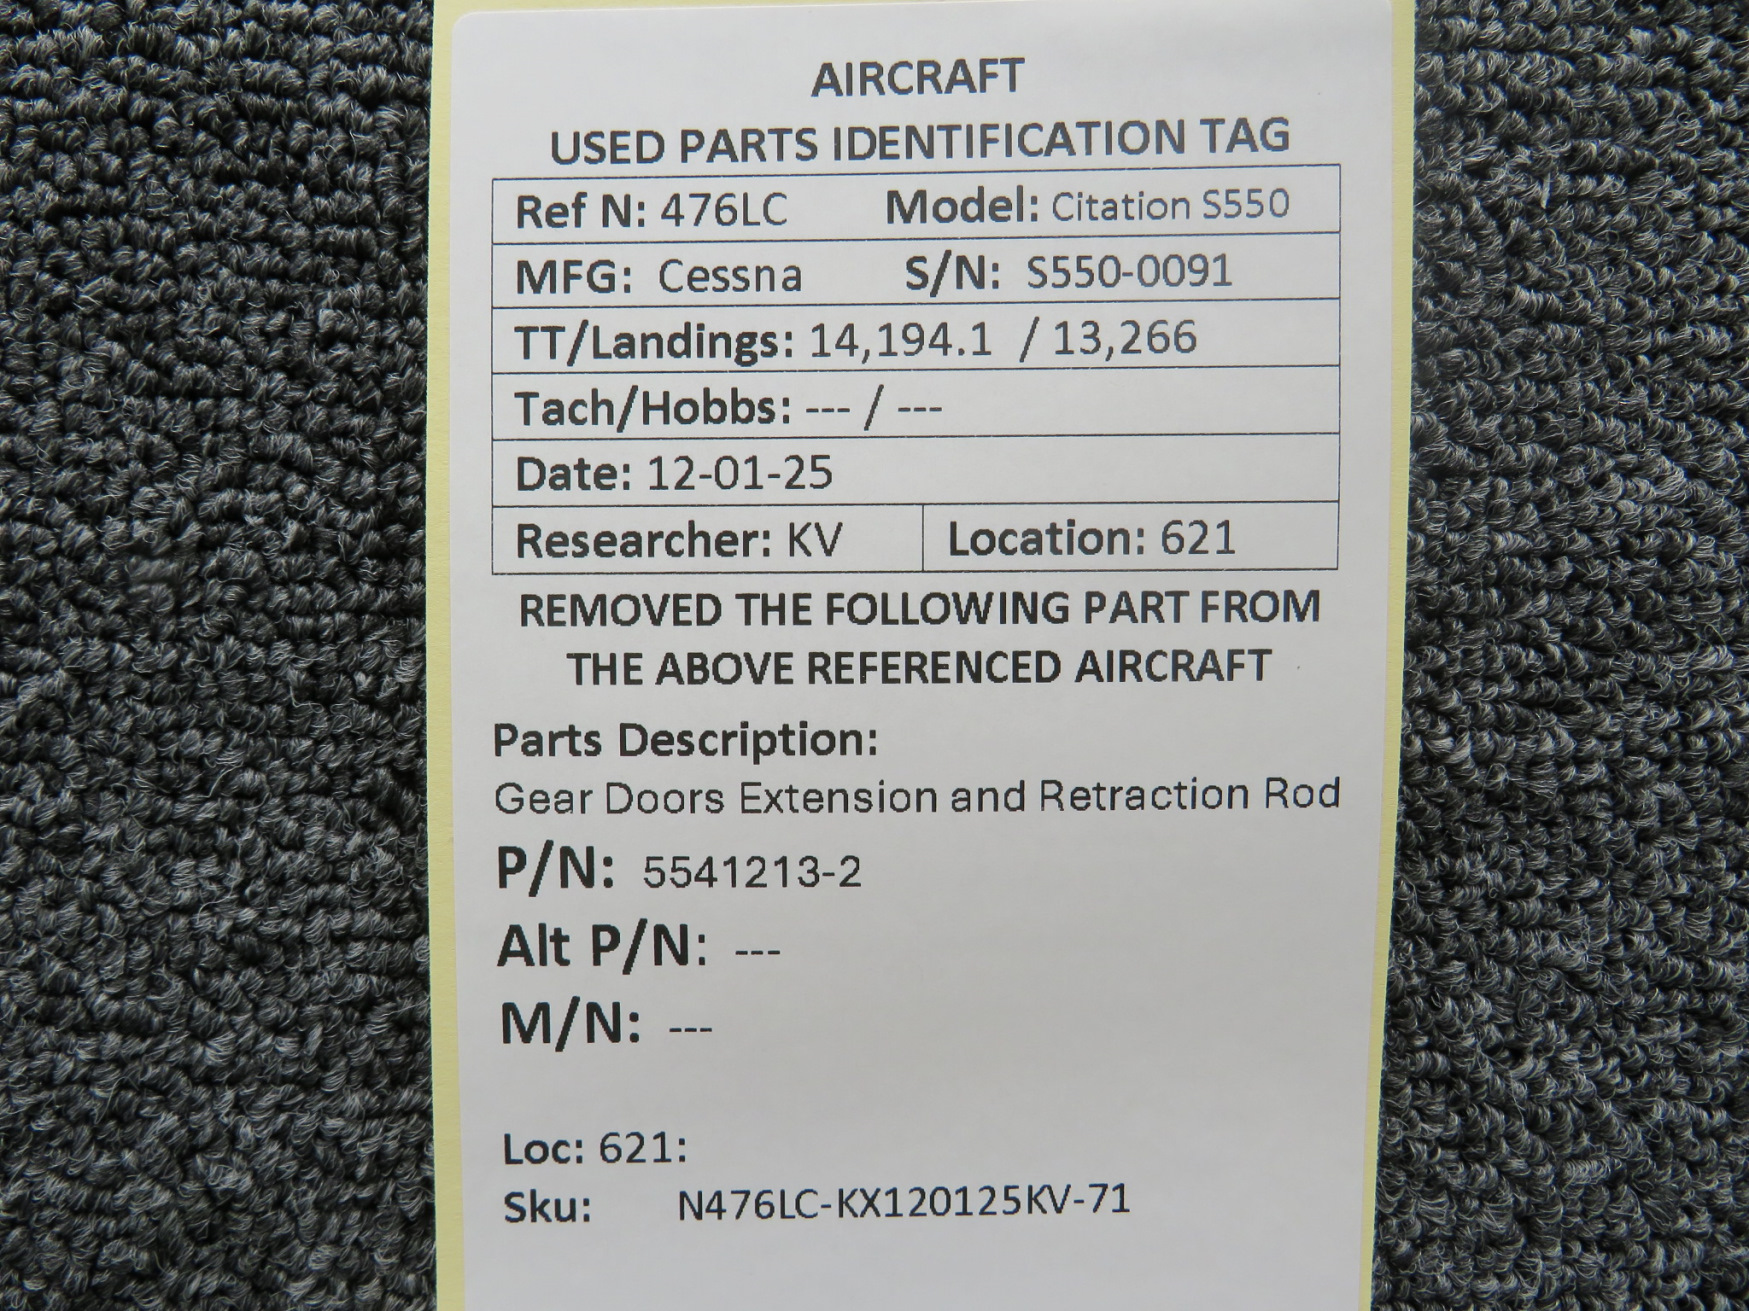 AIRCRAFT
USED PARTS IDENTIFICATION TAG
Ref N: 476LC Model: Citation S550
MFG: Cessna S/N: S550-0091
TT/Landings: 14,194.1 / 13,266
Tach/Hobbs: --- / ---
Date: 12-01-25
Researcher: KV Location: 621
REMOVED THE FOLLOWING PART FROM
THE ABOVE REFERENCED AIRCRAFT
Parts Description:
Gear Doors Extension and Retraction Rod
P/N: 5541213-2
Alt P/N: ---
M/N: ---
Loc: 621:
Sku: N476LC-KX120125KV-71